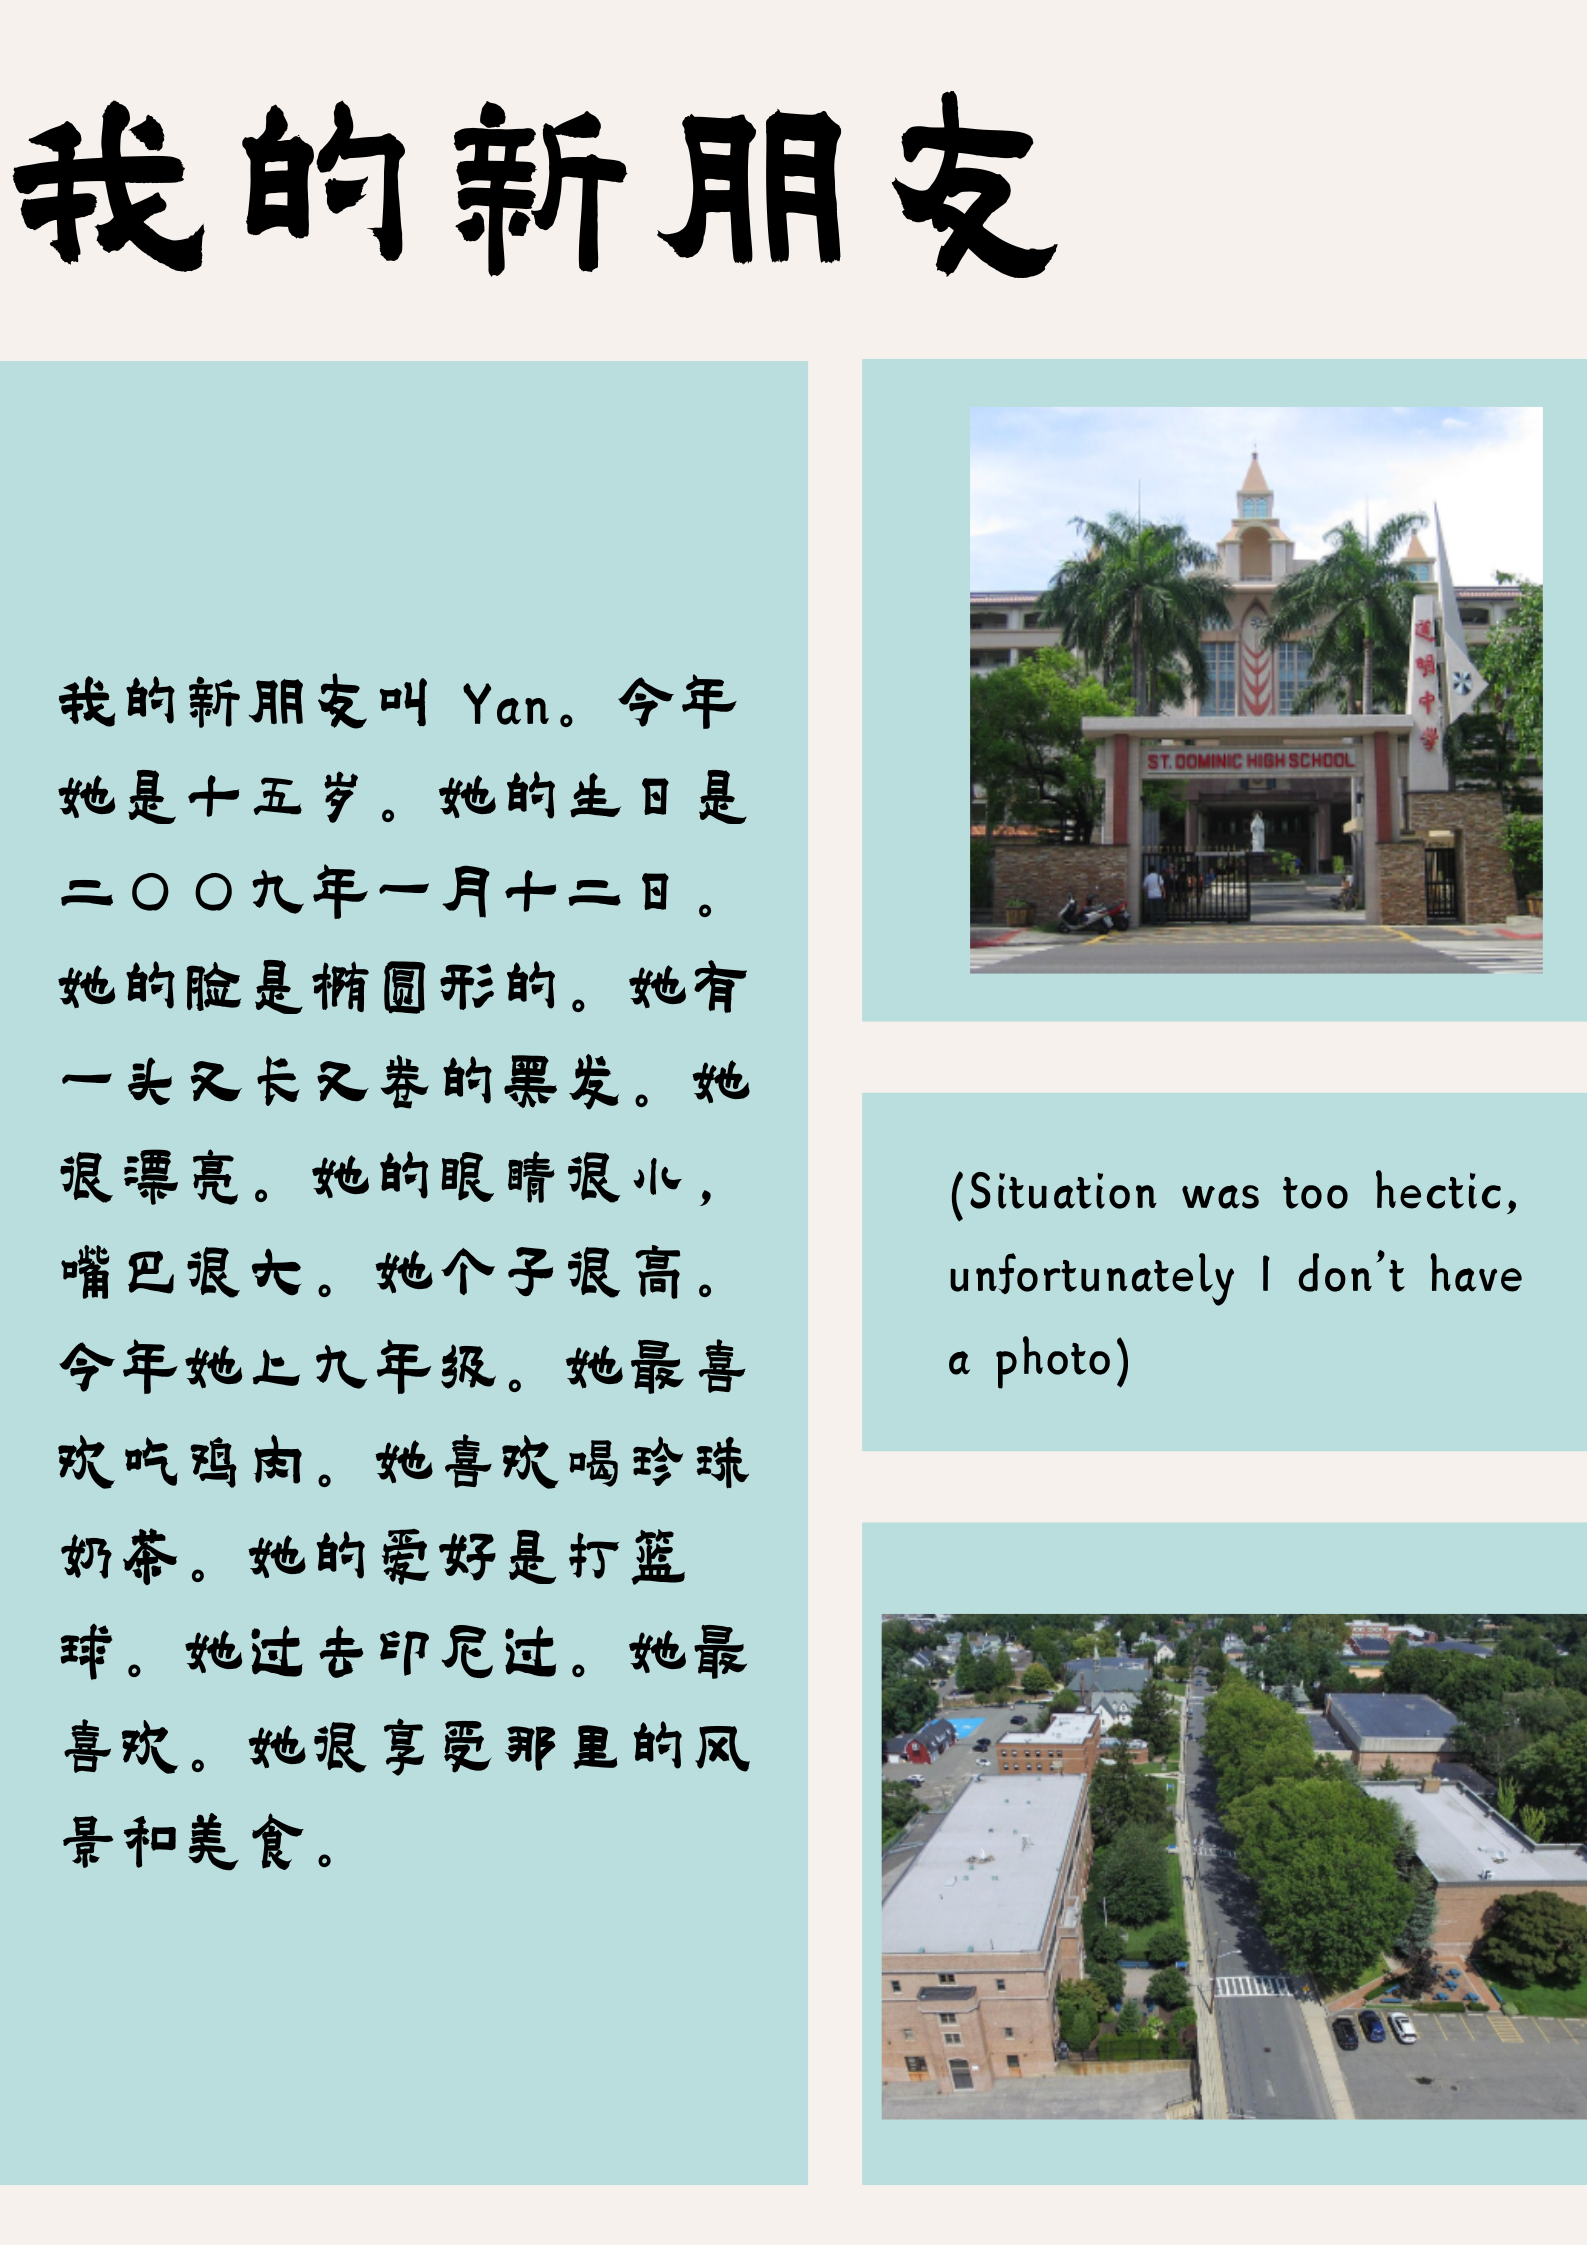 我的新朋友
我的新朋友叫 Yan。今年
她是十五岁。她的生日是
二〇〇九年一月十二日。
她的脸是椭圆形的。她有
一头又长又卷的黑发。她
很漂亮。她的眼睛很小，
嘴巴很大。她个子很高。
今年她上九年级。她最喜
欢吃鸡肉。她喜欢喝珍珠
奶茶。她的爱好是打篮
球。她过去印尼过。她最
喜欢。她很享受那里的风
景和美食。
道明中学
ST. DOMINIC HIGH SCHOOL
(Situation was too hectic,
unfortunately I don't have
a photo)